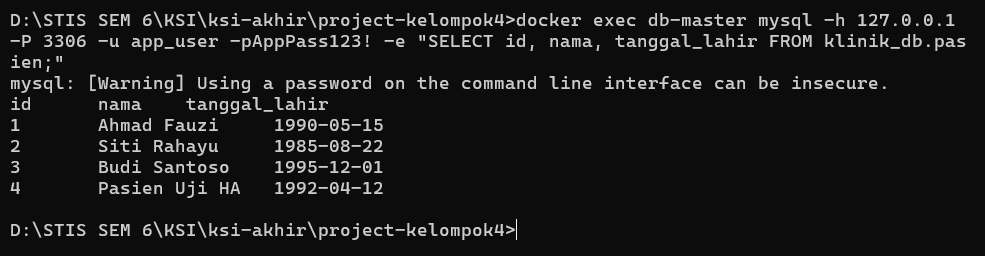 D:\STIS SEM 6\KSI\ksi-akhir\project-kelompok4>docker exec db-master mysql -h 127.0.0.1
-P 3306 -u app_user -pAppPass123! -e "SELECT id, nama, tanggal_lahir FROM klinik_db.pas
ien;"
mysql: [Warning] Using a password on the command line interface can be insecure.
id      nama    tanggal_lahir
1       Ahmad Fauzi     1990-05-15
2       Siti Rahayu     1985-08-22
3       Budi Santoso    1995-12-01
4       Pasien Uji HA   1992-04-12
D:\STIS SEM 6\KSI\ksi-akhir\project-kelompok4>